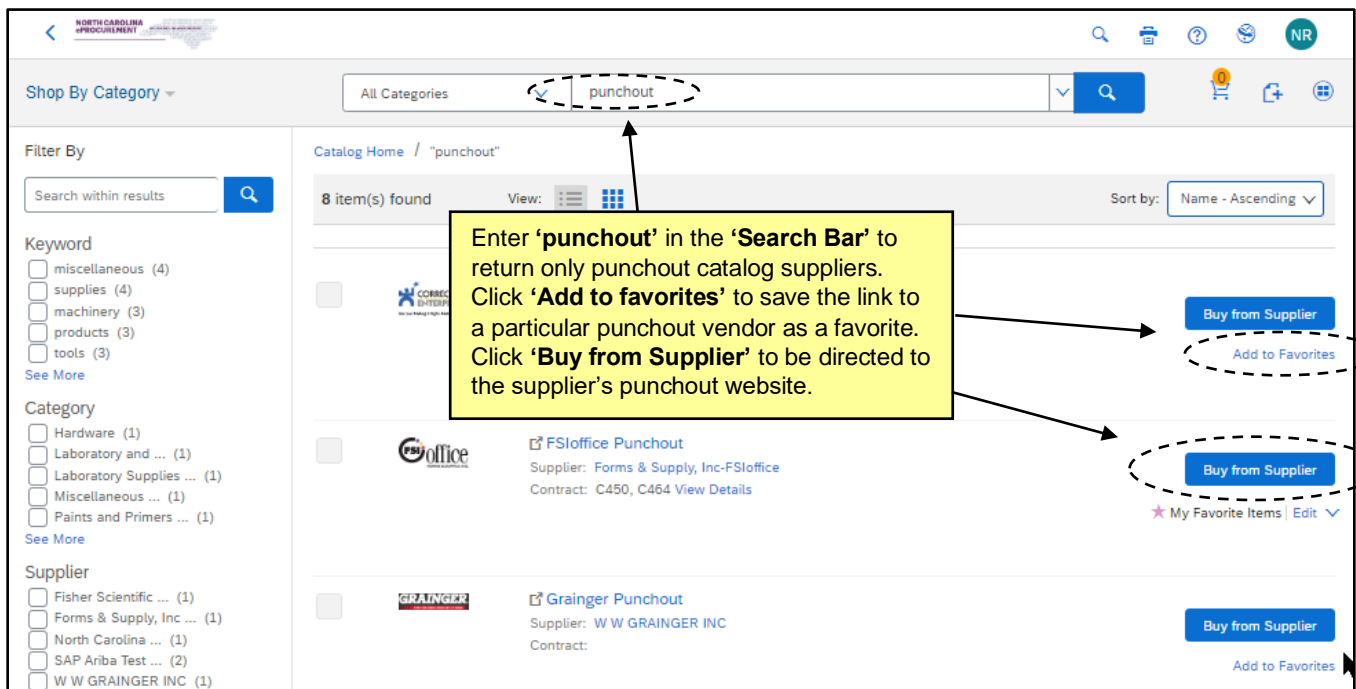 NORTH CAROLINA
ePROCUREMENT
NR
Shop By Category
All Categories
punchout
0
Filter By
Catalog Home / "punchout"
Search within results
8 item(s) found
View:
Sort by:
Name - Ascending
Keyword
miscellaneous (4)
supplies (4)
machinery (3)
products (3)
tools (3)
See More
Category
Hardware (1)
Laboratory and ... (1)
Laboratory Supplies ... (1)
Miscellaneous ... (1)
Paints and Primers ... (1)
See More
Supplier
Fisher Scientific ... (1)
Forms & Supply, Inc ... (1)
North Carolina ... (1)
SAP Ariba Test ... (2)
W W GRAINGER INC (1)
Enter ‘punchout’ in the ‘Search Bar’ to
return only punchout catalog suppliers.
Click ‘Add to favorites’ to save the link to
a particular punchout vendor as a favorite.
Click ‘Buy from Supplier’ to be directed to
the supplier’s punchout website.
Buy from Supplier
Add to Favorites
FSI office
FSIoffice Punchout
Supplier: Forms & Supply, Inc-FSIoffice
Contract: C450, C464 View Details
Buy from Supplier
My Favorite Items | Edit
GRAINGER
Grainger Punchout
Supplier: W W GRAINGER INC
Contract:
Buy from Supplier
Add to Favorites